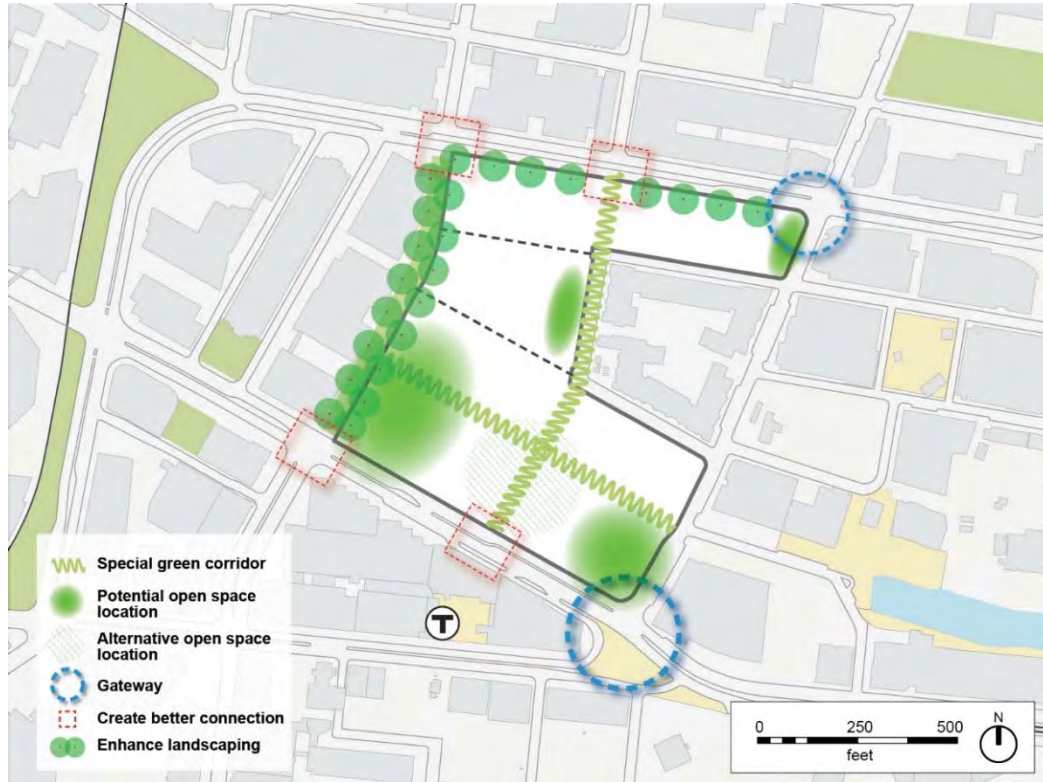 Special green corridor
Potential open space
location
Alternative open space
location
Gateway
Create better connection
Enhance landscaping
T
0 250 500
feet
N